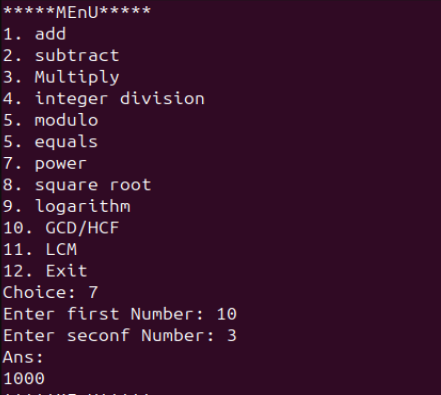 *****MEnU*****
1. add
2. subtract
3. Multiply
4. integer division
5. modulo
5. equals
7. power
8. square root
9. logarithm
10. GCD/HCF
11. LCM
12. Exit
Choice: 7
Enter first Number: 10
Enter seconf Number: 3
Ans:
1000